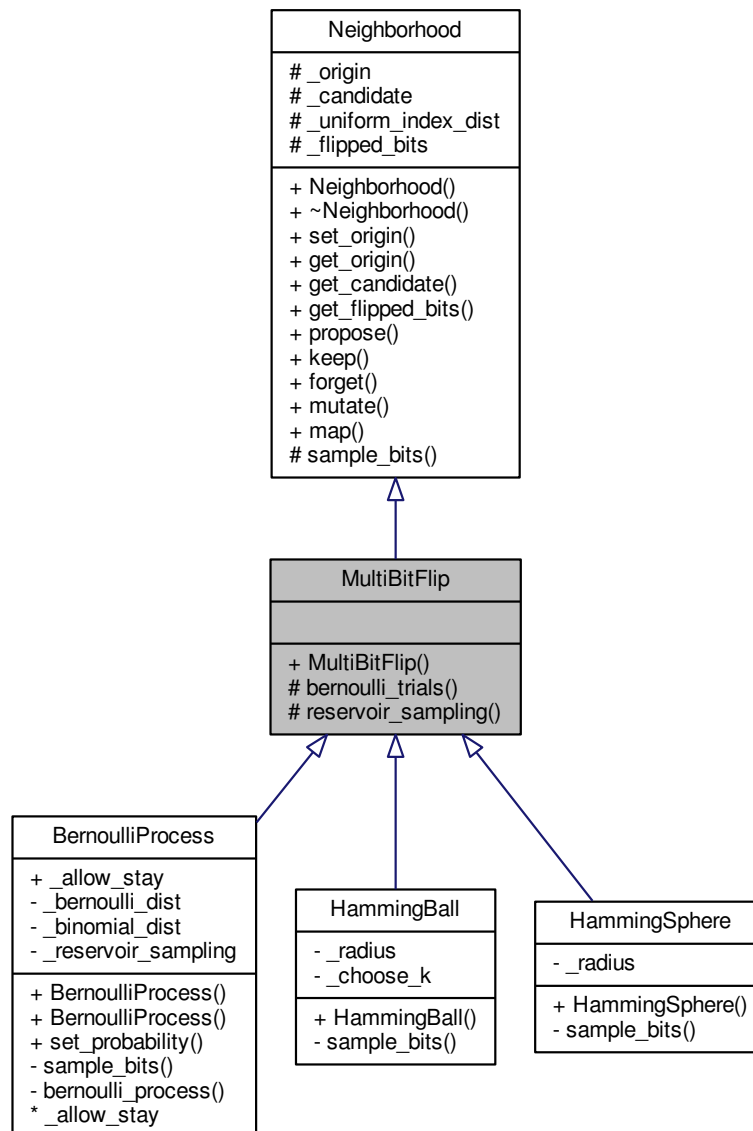 Neighborhood
# _origin
# _candidate
# _uniform_index_dist
# _flipped_bits
+ Neighborhood()
+ ~Neighborhood()
+ set_origin()
+ get_origin()
+ get_candidate()
+ get_flipped_bits()
+ propose()
+ keep()
+ forget()
+ mutate()
+ map()
# sample_bits()
MultiBitFlip
+ MultiBitFlip()
# bernoulli_trials()
# reservoir_sampling()
BernoulliProcess
+ _allow_stay
- _bernoulli_dist
- _binomial_dist
- _reservoir_sampling
+ BernoulliProcess()
+ BernoulliProcess()
+ set_probability()
- sample_bits()
- bernoulli_process()
* _allow_stay
HammingBall
- _radius
- _choose_k
+ HammingBall()
- sample_bits()
HammingSphere
- _radius
+ HammingSphere()
- sample_bits()